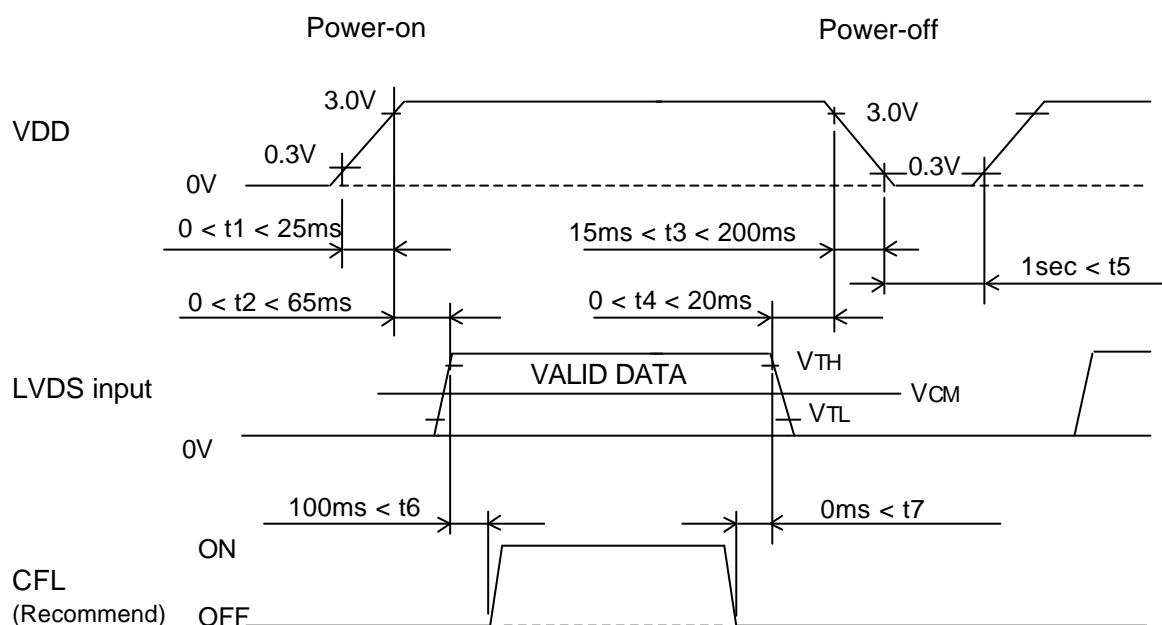 Power-on
Power-off
3.0V
3.0V
VDD
0.3V
0.3V
0V
0 < t1 < 25ms
15ms < t3 < 200ms
1sec < t5
0 < t2 < 65ms
0 < t4 < 20ms
VALID DATA
VTH
LVDS input
VCM
VTL
0V
100ms < t6
0ms < t7
ON
CFL
(Recommend)
OFF